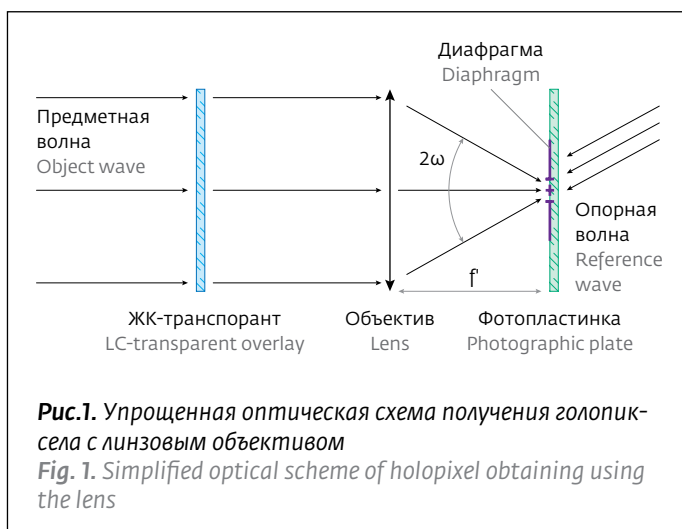 Диафрагма
Diaphragm
Предметная
волна
Object wave
2ω
Опорная
волна
Reference
wave
f'
ЖК-транспорант
LC-transparent overlay
Объектив
Lens
Фотопластинка
Photographic plate
Рис.1. Упрощенная оптическая схема получения голопик-
села с линзовым объективом
Fig. 1. Simplified optical scheme of holopixel obtaining using
the lens